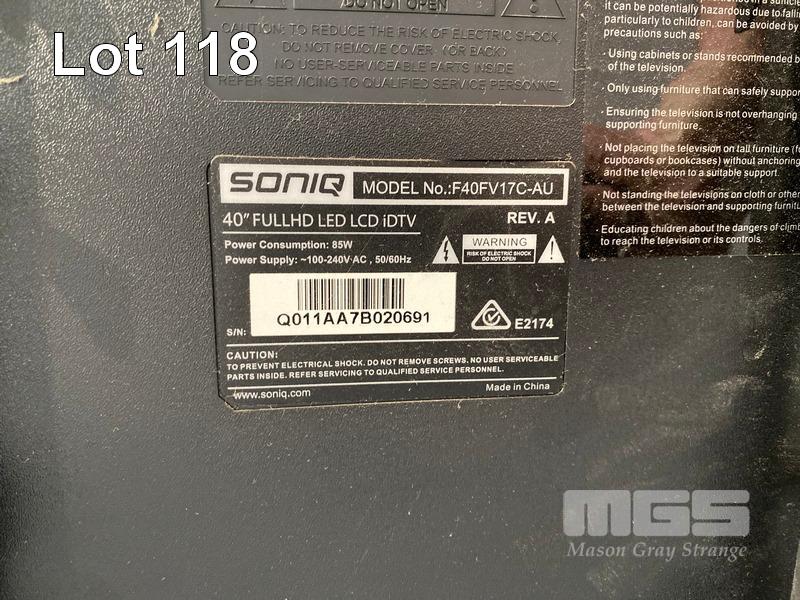 Lot 118
DO NOT OPEN
CAUTION: TO REDUCE THE RISK OF ELECTRIC SHOCK,
DO NOT REMOVE COVER (OR BACK)
NO USER-SERVICEABLE PARTS INSIDE
REFER SERVICING TO QUALIFIED SERVICE PERSONNEL
it can be potentially hazardous due to
particularly to children, can be avoided by
precautions such as:
· Using cabinets or stands recommended
of the television.
· Only using furniture that can safely
· Ensuring the television is not overhanging
supporting furniture.
· Not placing the television on tall furniture
cupboards or bookcases) without anchoring
and the television to a suitable support.
· Not standing the televisions on cloth or other
between the television and supporting
· Educating children about the dangers of
to reach the television or its controls.
SONIQ MODEL No.:F40FV17C-AU
40" FULLHD LED LCD iDTV REV. A
Power Consumption: 85W
Power Supply: ~100-240V AC , 50/60Hz
WARNING
RISK OF ELECTRIC SHOCK
DO NOT OPEN
S/N: Q011AA7B020691
E2174
CAUTION:
TO PREVENT ELECTRICAL SHOCK. DO NOT REMOVE SCREWS. NO USER SERVICEABLE
PARTS INSIDE. REFER SERVICING TO QUALIFIED SERVICE PERSONNEL.
www.soniq.com Made in China
MGS
Mason Gray Strange